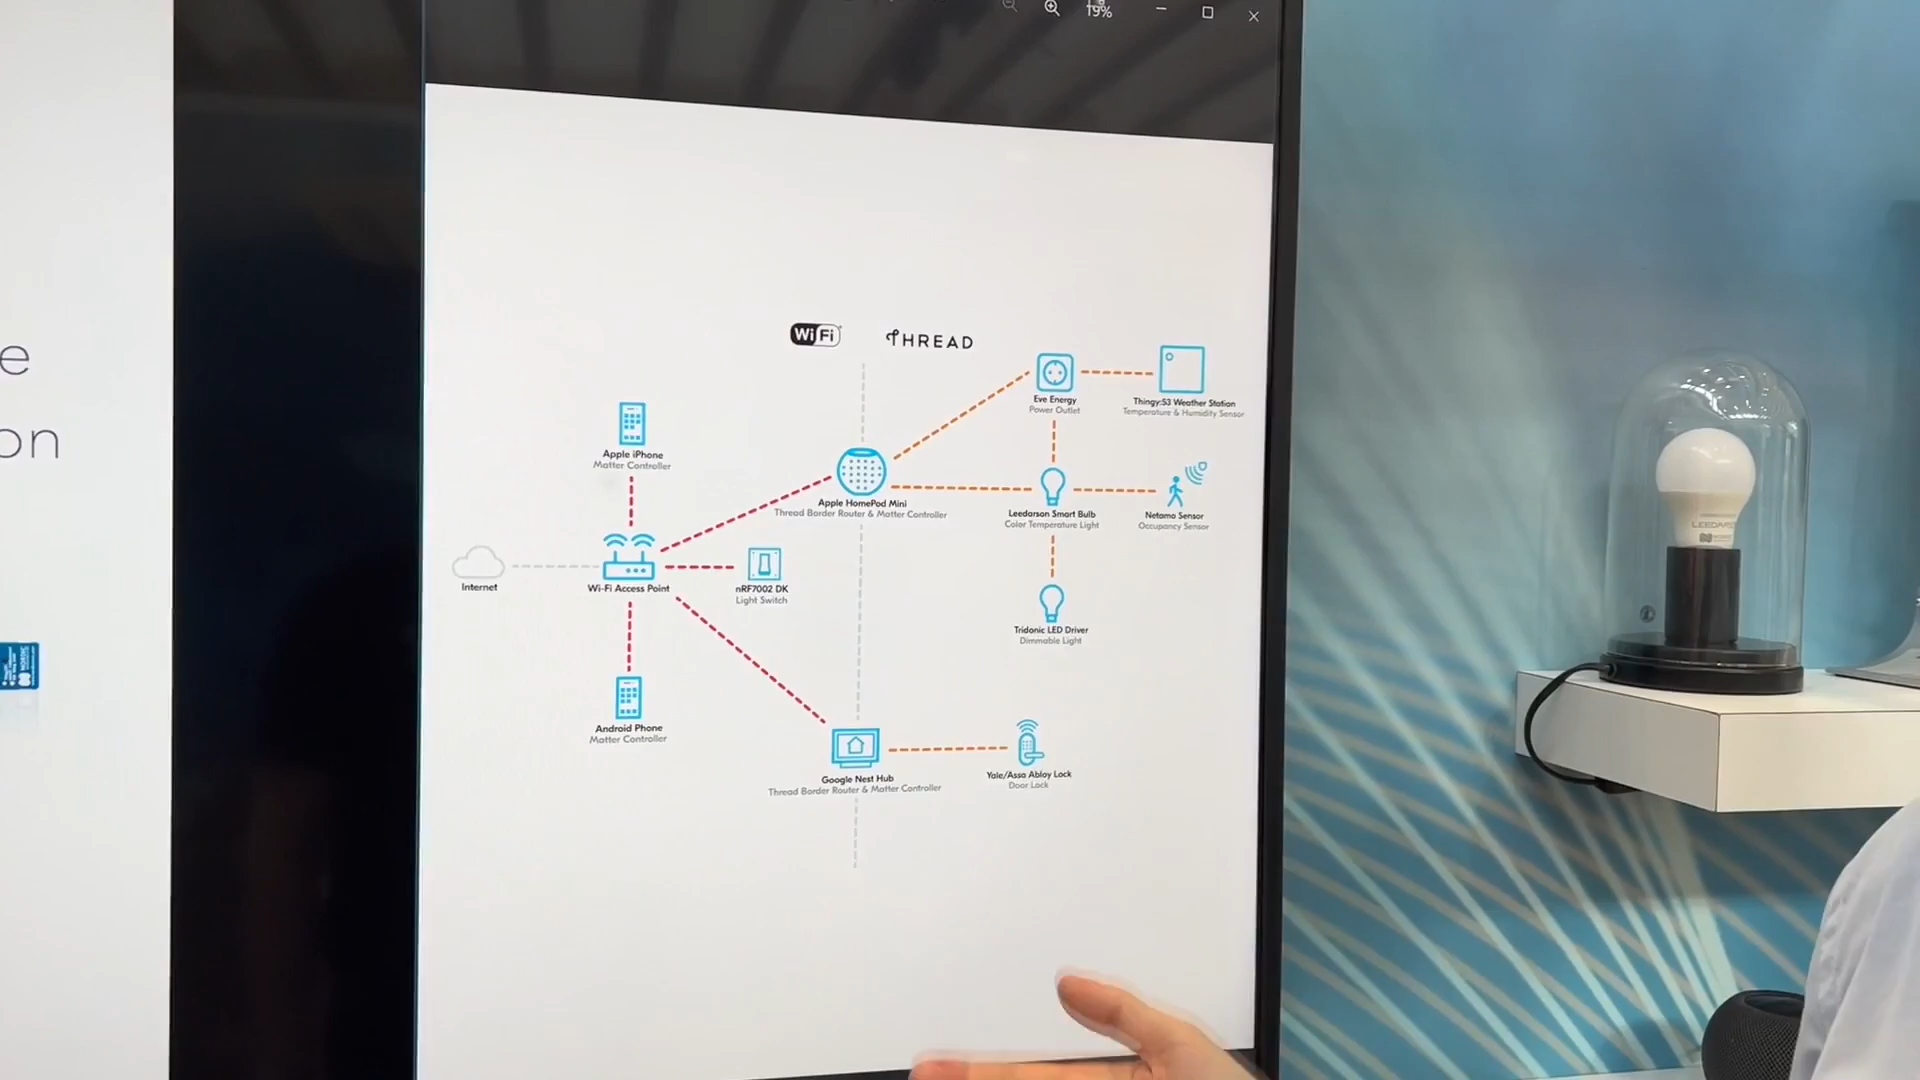 19%
e
on
Wi Fi
THREAD
Eve Energy
Power Outlet
Thingy:53 Weather Station
Temperature & Humidity Sensor
Apple iPhone
Matter Controller
Apple HomePod Mini
Thread Border Router & Matter Controller
Leedarson Smart Bulb
Color Temperature Light
Netamo Sensor
Occupancy Sensor
Internet
Wi-Fi Access Point
nRF7002 DK
Light Switch
Tridonic LED Driver
Dimmable Light
Android Phone
Matter Controller
Google Nest Hub
Thread Border Router & Matter Controller
Yale/Assa Abloy Lock
Door Lock
LEEDARSON
NORDIC